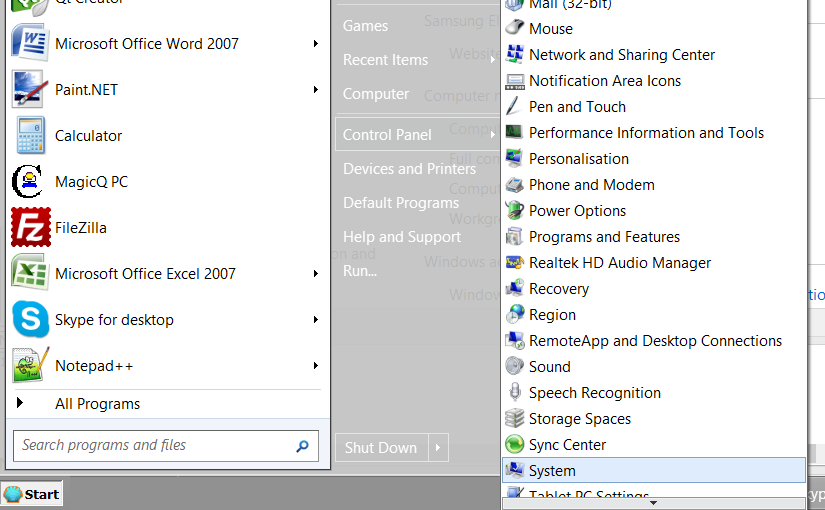 Qt Creator
Microsoft Office Word 2007
Paint.NET
Calculator
MagicQ PC
FileZilla
Microsoft Office Excel 2007
Skype for desktop
Notepad++
All Programs
Search programs and files
Start
Games
Recent Items
Computer
Control Panel
Devices and Printers
Default Programs
Help and Support
Run...
Shut Down
Mail (32-bit)
Mouse
Network and Sharing Center
Notification Area Icons
Pen and Touch
Performance Information and Tools
Personalisation
Phone and Modem
Power Options
Programs and Features
Realtek HD Audio Manager
Recovery
Region
RemoteApp and Desktop Connections
Sound
Speech Recognition
Storage Spaces
Sync Center
System
Tablet PC Settings